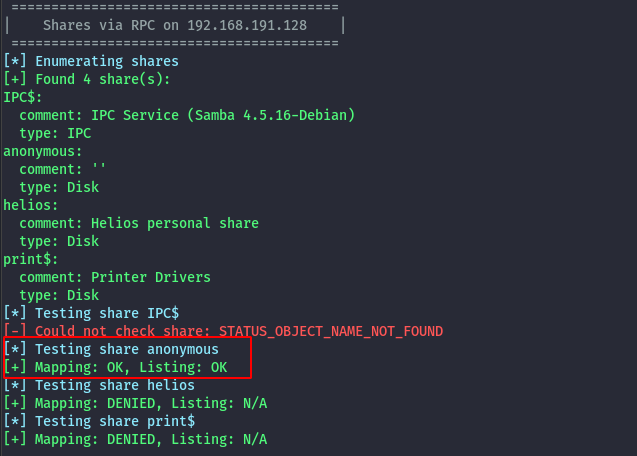 =========================================
|    Shares via RPC on 192.168.191.128    |
=========================================
[*] Enumerating shares
[+] Found 4 share(s):
IPC$:
  comment: IPC Service (Samba 4.5.16-Debian)
  type: IPC
anonymous:
  comment: ''
  type: Disk
helios:
  comment: Helios personal share
  type: Disk
print$:
  comment: Printer Drivers
  type: Disk
[*] Testing share IPC$
[-] Could not check share: STATUS_OBJECT_NAME_NOT_FOUND
[*] Testing share anonymous
[+] Mapping: OK, Listing: OK
[*] Testing share helios
[+] Mapping: DENIED, Listing: N/A
[*] Testing share print$
[+] Mapping: DENIED, Listing: N/A